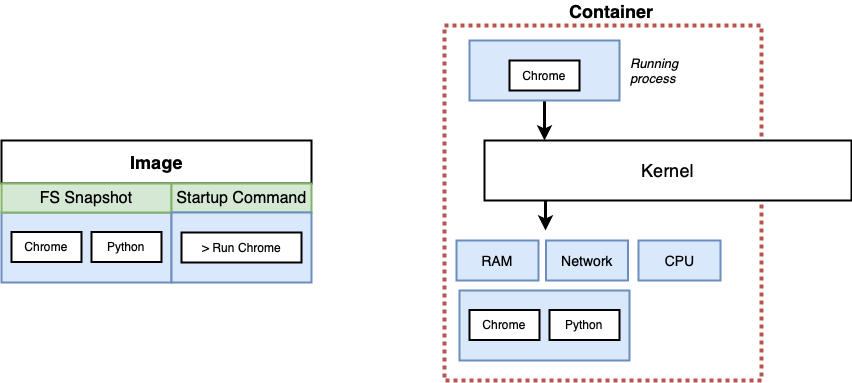 Container
Chrome
Running
process
Image
Kernel
FS Snapshot
Startup Command
Chrome
Python
> Run Chrome
RAM
Network
CPU
Chrome
Python